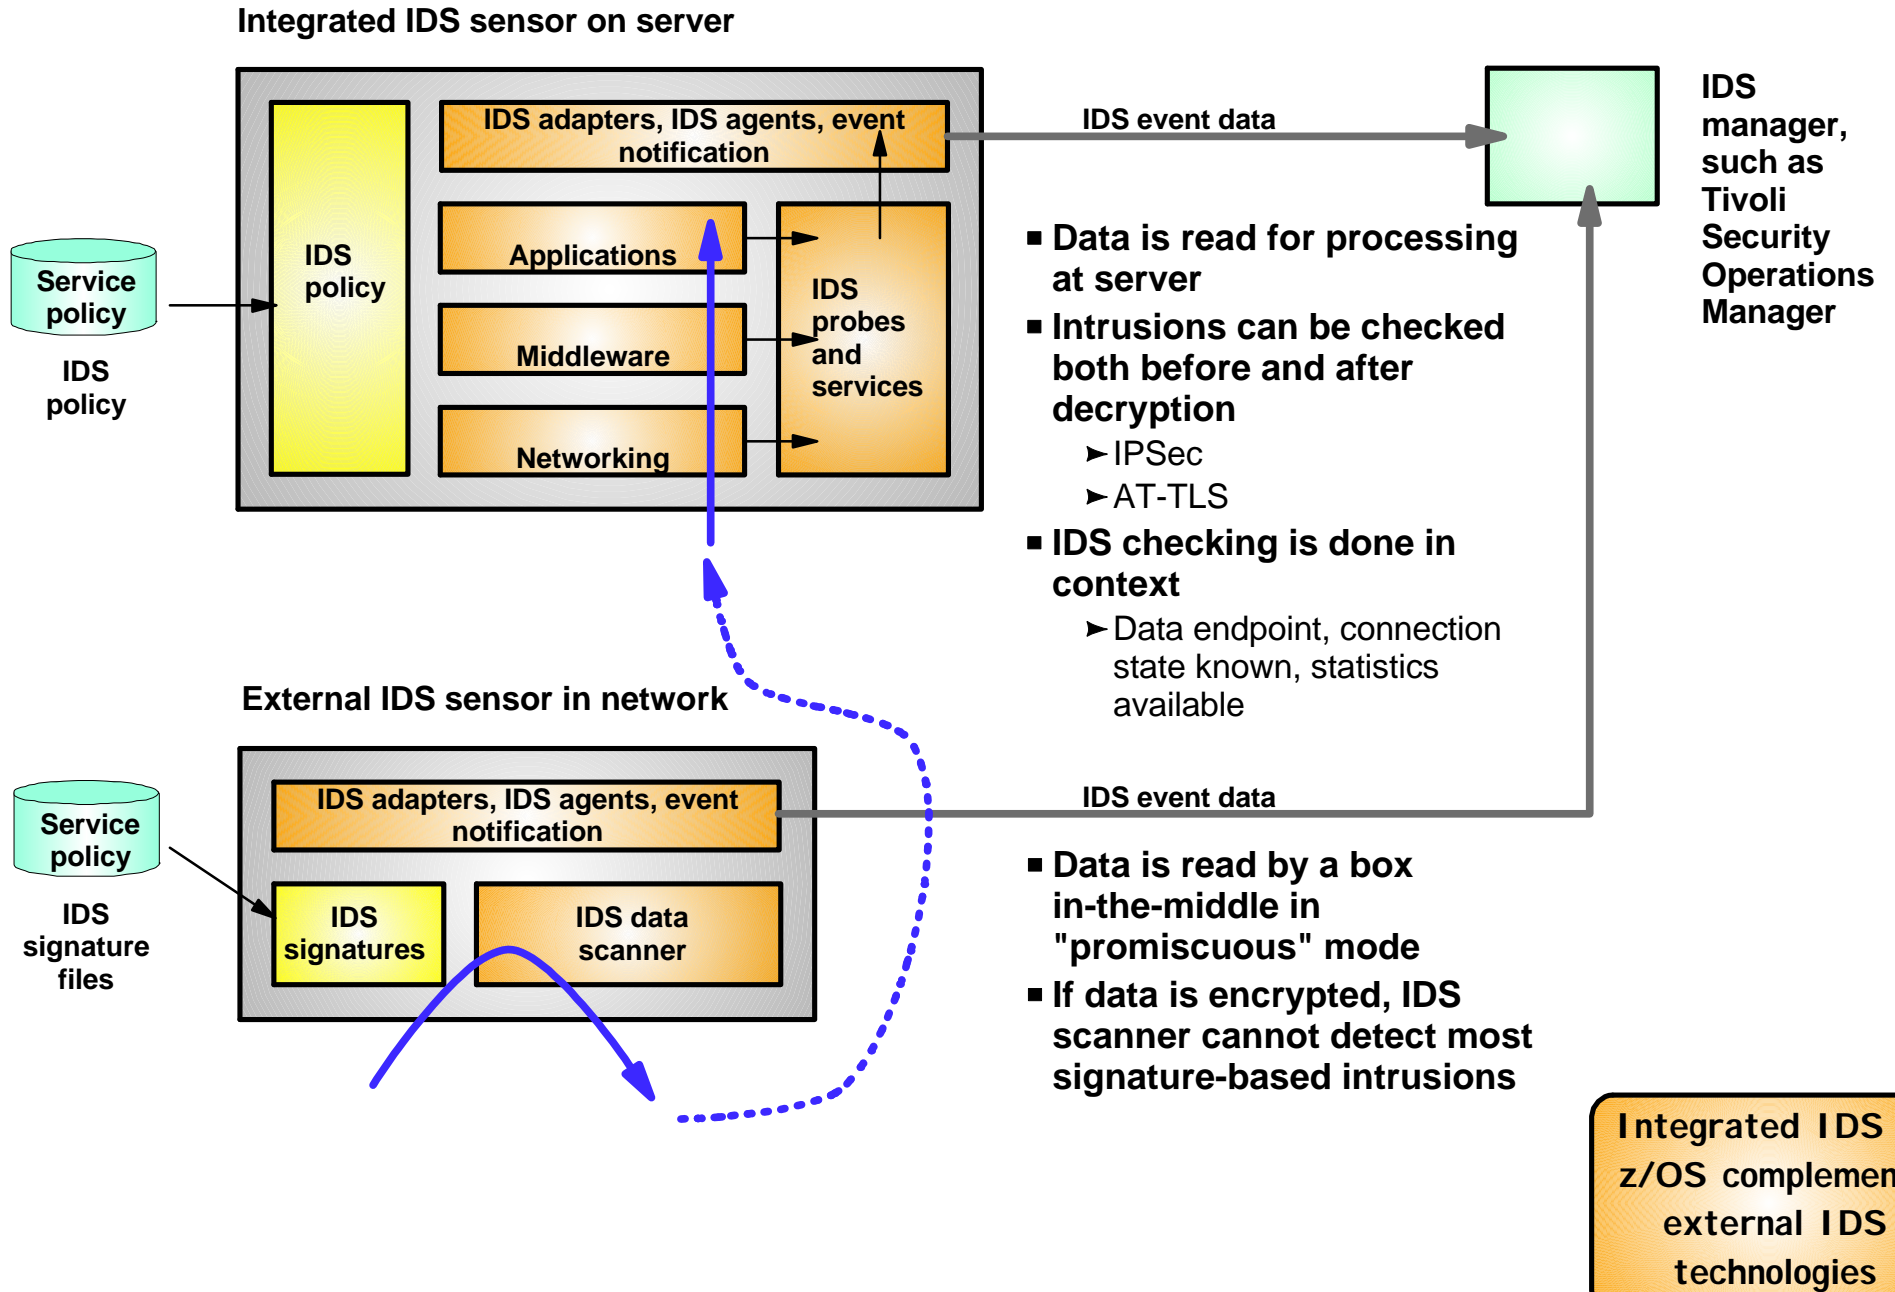 Integrated IDS sensor on server
IDS adapters, IDS agents, event
notification
IDS event data
IDS
manager,
such as
Tivoli
Security
Operations
Manager
Service
policy
IDS
policy
IDS
policy
Applications
Middleware
Networking
IDS
probes
and
services
Data is read for processing
at server
Intrusions can be checked
both before and after
decryption
IPSec
AT-TLS
IDS checking is done in
context
Data endpoint, connection
state known, statistics
available
External IDS sensor in network
IDS adapters, IDS agents, event
notification
IDS event data
Service
policy
IDS
signature
files
IDS
signatures
IDS data
scanner
Data is read by a box
in-the-middle in
"promiscuous" mode
If data is encrypted, IDS
scanner cannot detect most
signature-based intrusions
Integrated IDS
z/OS complemen
external IDS
technologies